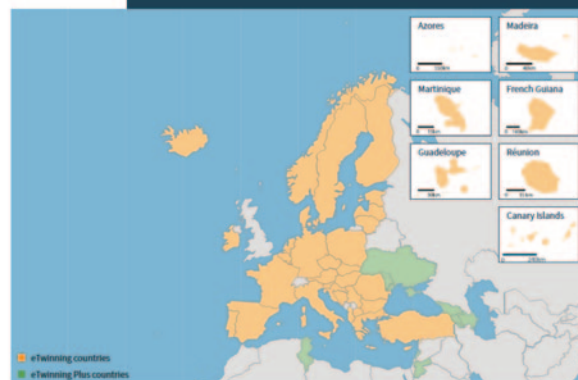 Azores
Madeira
Martinique
French Guiana
Guadeloupe
Réunion
Canary Islands
eTwinning countries
eTwinning Plus countries